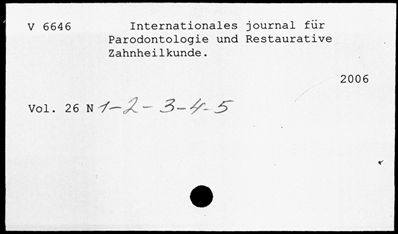 V 6646 Internationales journal für
Parodontologie und Restaurative
Zahnheilkunde.
2006
Vol. 26 N 1-2-3-4-5